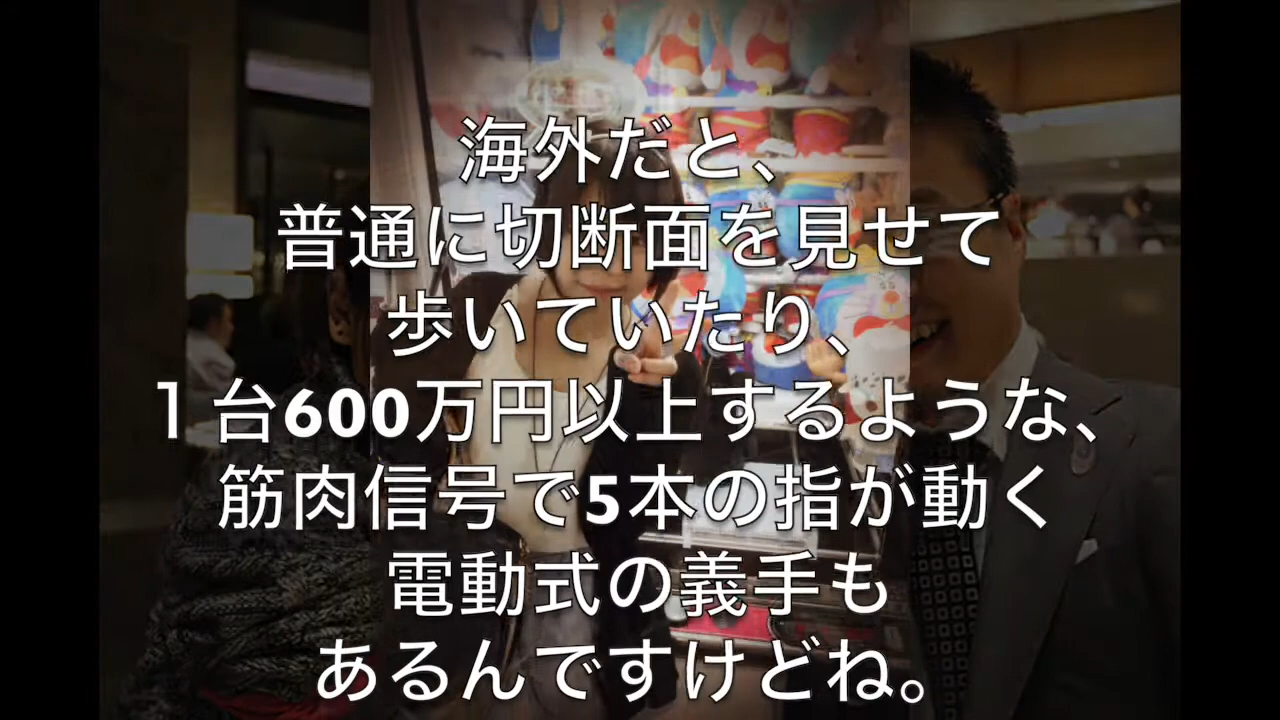 海外だと、
普通に切断面を見せて
歩いていたり、
１台600万円以上するような、
筋肉信号で5本の指が動く
電動式の義手も
あるんですけどね。